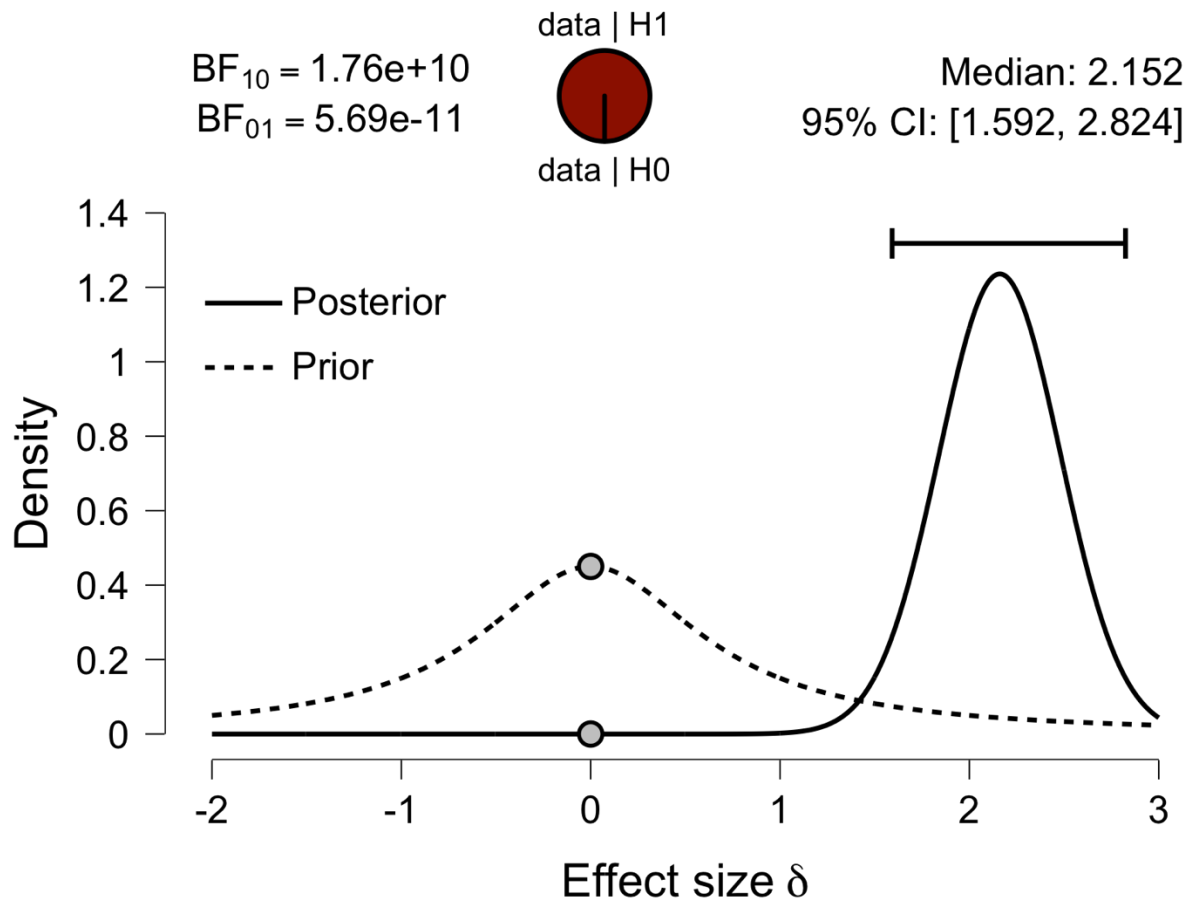 data | H1
BF₁₀ = 1.76e+10
BF₀₁ = 5.69e-11
Median: 2.152
95% CI: [1.592, 2.824]
data | H0
1.4
1.2
1
0.8
0.6
0.4
0.2
0
Density
Posterior
Prior
-2 -1 0 1 2 3
Effect size δ